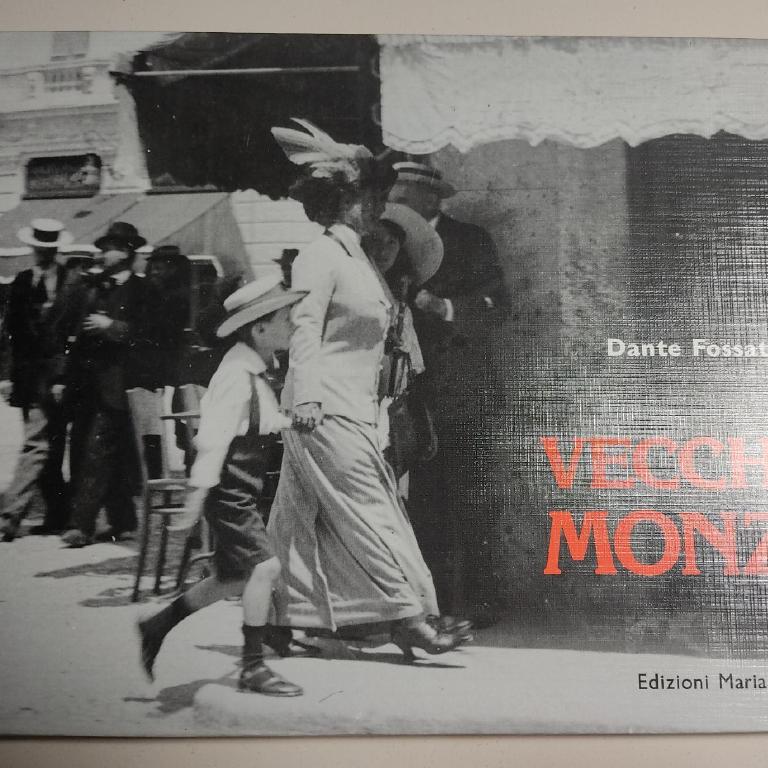 Dante Fossat
VECCH
MONZ
Edizioni Maria